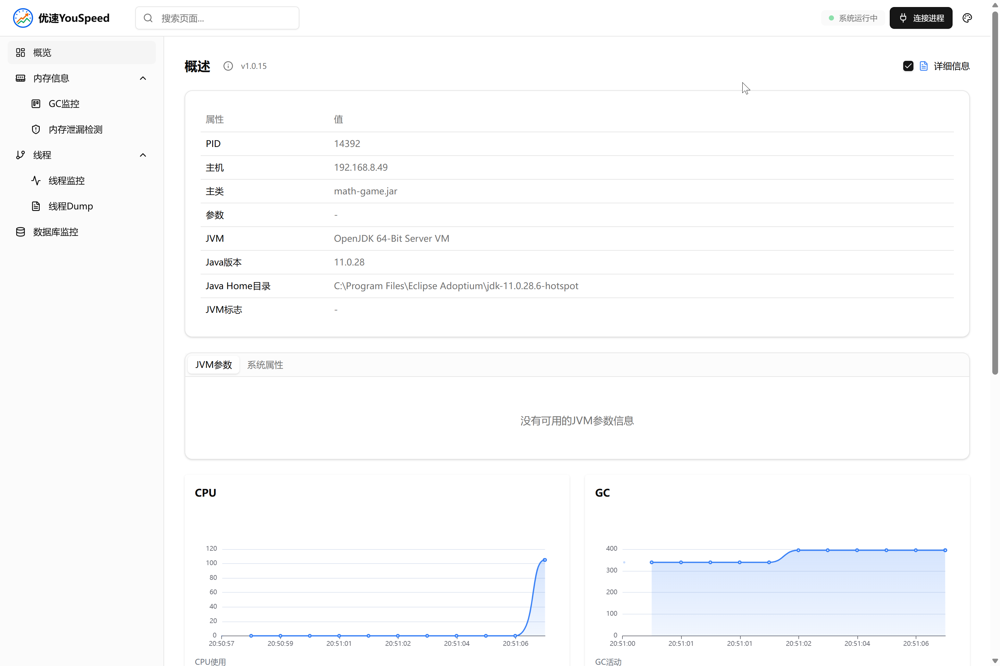 优速YouSpeed
搜索页面...
系统运行中
连接进程
概览
内存信息
GC监控
内存泄漏检测
线程
线程监控
线程Dump
数据库监控
概述
v1.0.15
详细信息
属性 值
PID 14392
主机 192.168.8.49
主类 math-game.jar
参数 -
JVM OpenJDK 64-Bit Server VM
Java版本 11.0.28
Java Home目录 C:\Program Files\Eclipse Adoptium\jdk-11.0.28.6-hotspot
JVM标志 -
JVM参数 系统属性
没有可用的JVM参数信息
CPU
120
100
80
60
40
20
0
20:50:57 20:50:59 20:51:01 20:51:02 20:51:04 20:51:06
CPU使用
GC
400
300
200
100
0
20:51:00 20:51:01 20:51:01 20:51:02 20:51:04 20:51:06
GC活动